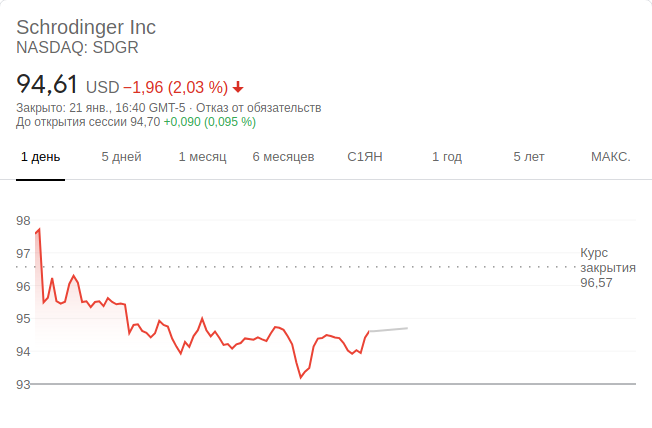 Schrodinger Inc
NASDAQ: SDGR
94,61 USD −1,96 (2,03 %)
Закрыто: 21 янв., 16:40 GMT-5 · Отказ от обязательств
До открытия сессии 94,70 +0,090 (0,095 %)
1 день 5 дней 1 месяц 6 месяцев С1ЯН 1 год 5 лет МАКС.
98
97
96
95
94
93
Курс
закрытия
96,57